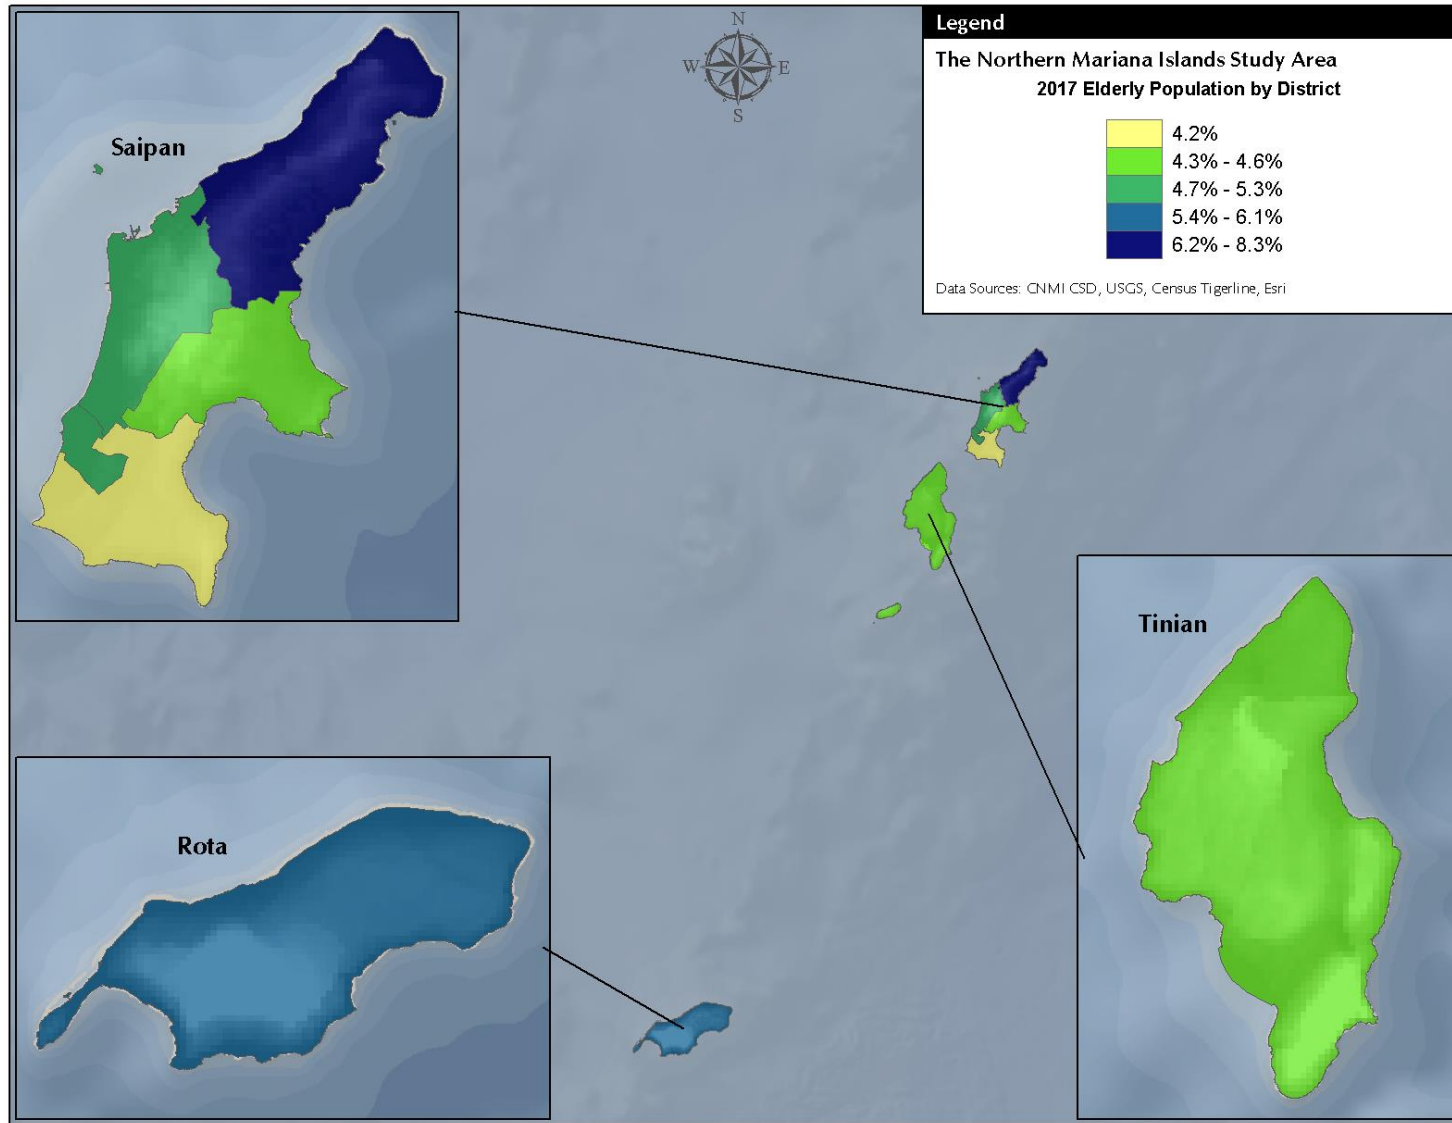 Legend
The Northern Mariana Islands Study Area
2017 Elderly Population by District
4.2%
4.3% - 4.6%
4.7% - 5.3%
5.4% - 6.1%
6.2% - 8.3%
Data Sources: CNMI CSD, USGS, Census Tigerline, Esri
N
W E
S
Saipan
Tinian
Rota